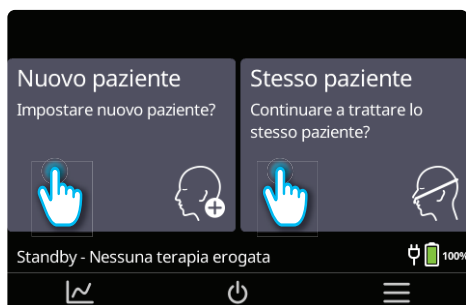 Nuovo paziente
Impostare nuovo paziente?
Stesso paziente
Continuare a trattare lo
stesso paziente?
Standby - Nessuna terapia erogata
100%